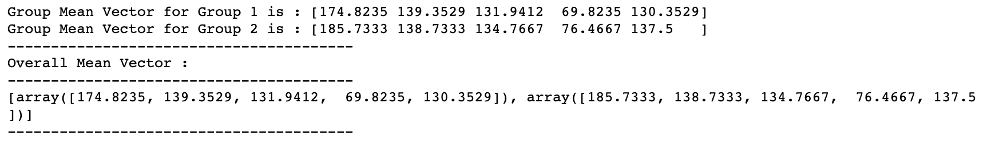 Group Mean Vector for Group 1 is : [174.8235 139.3529 131.9412  69.8235 130.3529]
Group Mean Vector for Group 2 is : [185.7333 138.7333 134.7667  76.4667 137.5   ]
----------------------------------------
Overall Mean Vector :
----------------------------------------
[array([174.8235, 139.3529, 131.9412,  69.8235, 130.3529]), array([185.7333, 138.7333, 134.7667,  76.4667, 137.5
])]
----------------------------------------